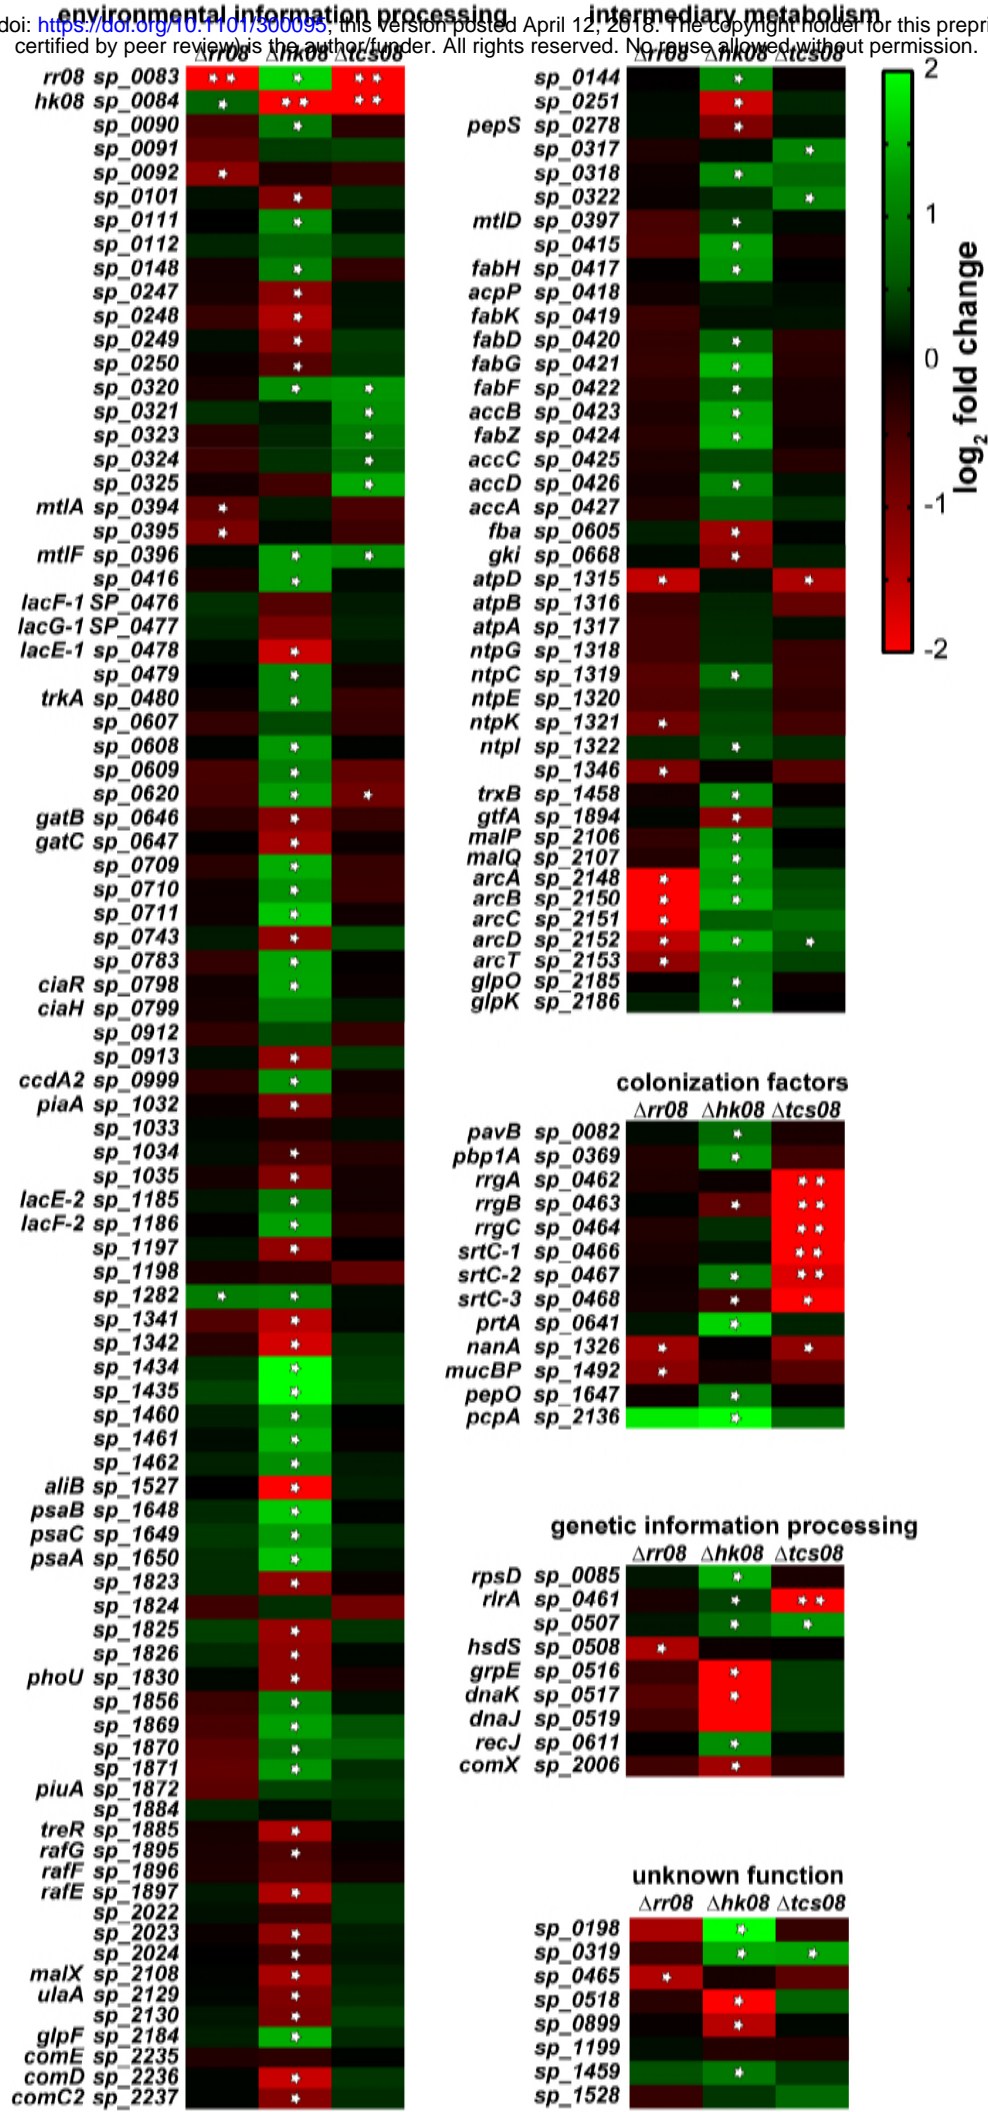 environmental information processing
intermediary metabolism
doi: https://doi.org/10.1101/300095; this version posted April 12, 2018. The copyright holder for this prepri
certified by peer review) is the author/funder. All rights reserved. No reuse allowed without permission.
Δrr08 Δhk08 Δtcs08
rr08 sp_0083
hk08 sp_0084
sp_0090
sp_0091
sp_0092
sp_0101
sp_0111
sp_0112
sp_0148
sp_0247
sp_0248
sp_0249
sp_0250
sp_0320
sp_0321
sp_0323
sp_0324
sp_0325
mtlA sp_0394
sp_0395
mtlF sp_0396
sp_0416
lacF-1 SP_0476
lacG-1 SP_0477
lacE-1 sp_0478
sp_0479
trkA sp_0480
sp_0607
sp_0608
sp_0609
sp_0620
gatB sp_0646
gatC sp_0647
sp_0709
sp_0710
sp_0711
sp_0743
sp_0783
ciaR sp_0798
ciaH sp_0799
sp_0912
sp_0913
ccdA2 sp_0999
piaA sp_1032
sp_1033
sp_1034
sp_1035
lacE-2 sp_1185
lacF-2 sp_1186
sp_1197
sp_1198
sp_1282
sp_1341
sp_1342
sp_1434
sp_1435
sp_1460
sp_1461
sp_1462
aliB sp_1527
psaB sp_1648
psaC sp_1649
psaA sp_1650
sp_1823
sp_1824
sp_1825
sp_1826
phoU sp_1830
sp_1856
sp_1869
sp_1870
sp_1871
piuA sp_1872
sp_1884
treR sp_1885
rafG sp_1895
rafF sp_1896
rafE sp_1897
sp_2022
sp_2023
sp_2024
malX sp_2108
ulaA sp_2129
sp_2130
glpF sp_2184
comE sp_2235
comD sp_2236
comC2 sp_2237
Δrr08 Δhk08 Δtcs08
sp_0144
sp_0251
pepS sp_0278
sp_0317
sp_0318
sp_0322
mtlD sp_0397
sp_0415
fabH sp_0417
acpP sp_0418
fabK sp_0419
fabD sp_0420
fabG sp_0421
fabF sp_0422
accB sp_0423
fabZ sp_0424
accC sp_0425
accD sp_0426
accA sp_0427
fba sp_0605
gki sp_0668
atpD sp_1315
atpB sp_1316
atpA sp_1317
ntpG sp_1318
ntpC sp_1319
ntpE sp_1320
ntpK sp_1321
ntpI sp_1322
sp_1346
trxB sp_1458
gtfA sp_1894
malP sp_2106
malQ sp_2107
arcA sp_2148
arcB sp_2150
arcC sp_2151
arcD sp_2152
arcT sp_2153
glpO sp_2185
glpK sp_2186
2
1
0
-1
-2
log2 fold change
colonization factors
Δrr08 Δhk08 Δtcs08
pavB sp_0082
pbp1A sp_0369
rrgA sp_0462
rrgB sp_0463
rrgC sp_0464
srtC-1 sp_0466
srtC-2 sp_0467
srtC-3 sp_0468
prtA sp_0641
nanA sp_1326
mucBP sp_1492
pepO sp_1647
pcpA sp_2136
genetic information processing
Δrr08 Δhk08 Δtcs08
rpsD sp_0085
rlrA sp_0461
sp_0507
hsdS sp_0508
grpE sp_0516
dnaK sp_0517
dnaJ sp_0519
recJ sp_0611
comX sp_2006
unknown function
Δrr08 Δhk08 Δtcs08
sp_0198
sp_0319
sp_0465
sp_0518
sp_0899
sp_1199
sp_1459
sp_1528